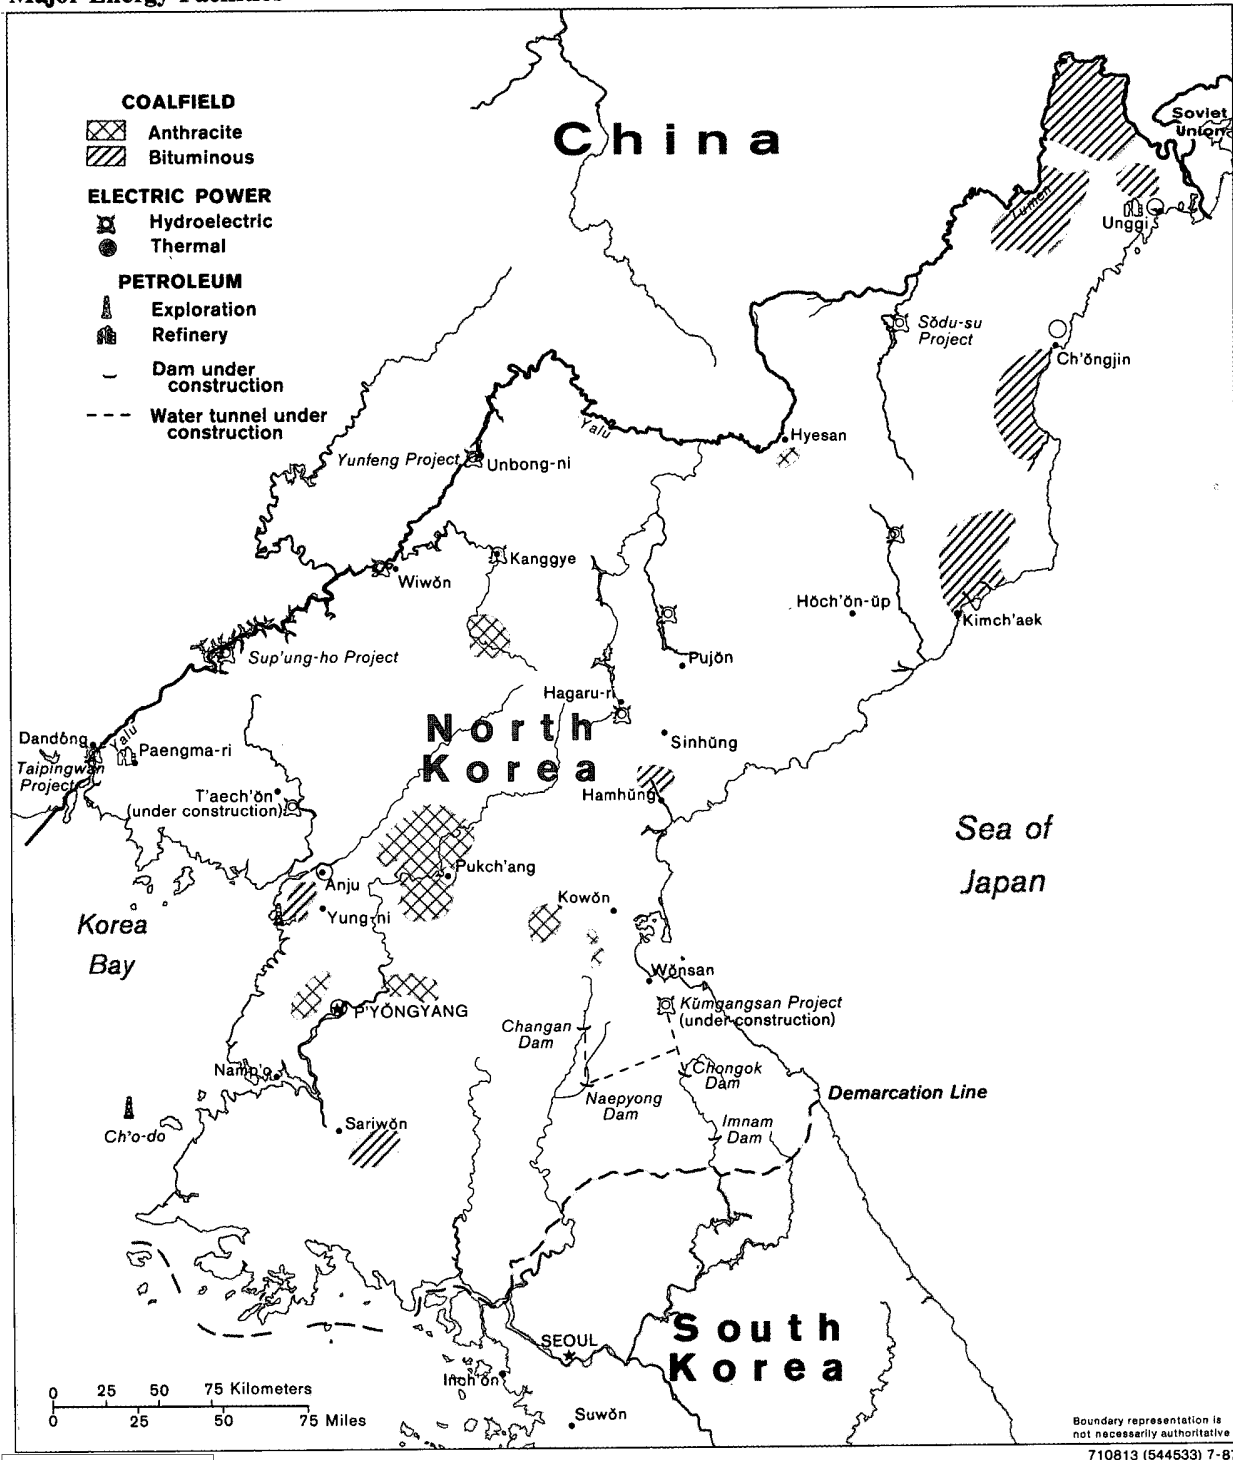 Major Energy Facilities
COALFIELD
Anthracite
Bituminous
ELECTRIC POWER
Hydroelectric
Thermal
PETROLEUM
Exploration
Refinery
Dam under
construction
Water tunnel under
construction
China
Soviet
Union
Tumen
Unggi
Sŏdu-su
Project
Ch'ŏngjin
Yalu
Hyesan
Yunfeng Project
Unbong-ni
Kanggye
Wiwŏn
Hŏch'ŏn-ŭp
Kimch'aek
Sup'ung-ho Project
Pujŏn
Hagaru-ri
North
Korea
Sinhŭng
Dandong
Yalu
Paengma-ri
Taipingwan
Project
T'aech'ŏn
(under construction)
Hamhŭng
Sea of
Japan
Pukch'ang
Anju
Kowŏn
Yung-ni
Korea
Bay
Wŏnsan
P'YŎNGYANG
Kŭmgangsan Project
(under construction)
Changan
Dam
Namp'o
Chongok
Dam
Naepyong
Dam
Demarcation Line
Ch'o-do
Sariwŏn
Imnam
Dam
South
Korea
SEOUL
Inch'ŏn
Suwŏn
0 25 50 75 Kilometers
0 25 50 75 Miles
Boundary representation is
not necessarily authoritative
710813 (544533) 7-87